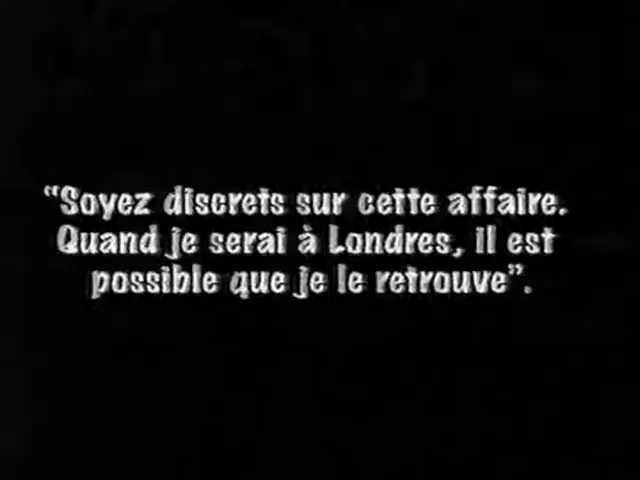 “Soyez discrets sur cette affaire.
Quand je serai à Londres, il est
possible que je le retrouve”.